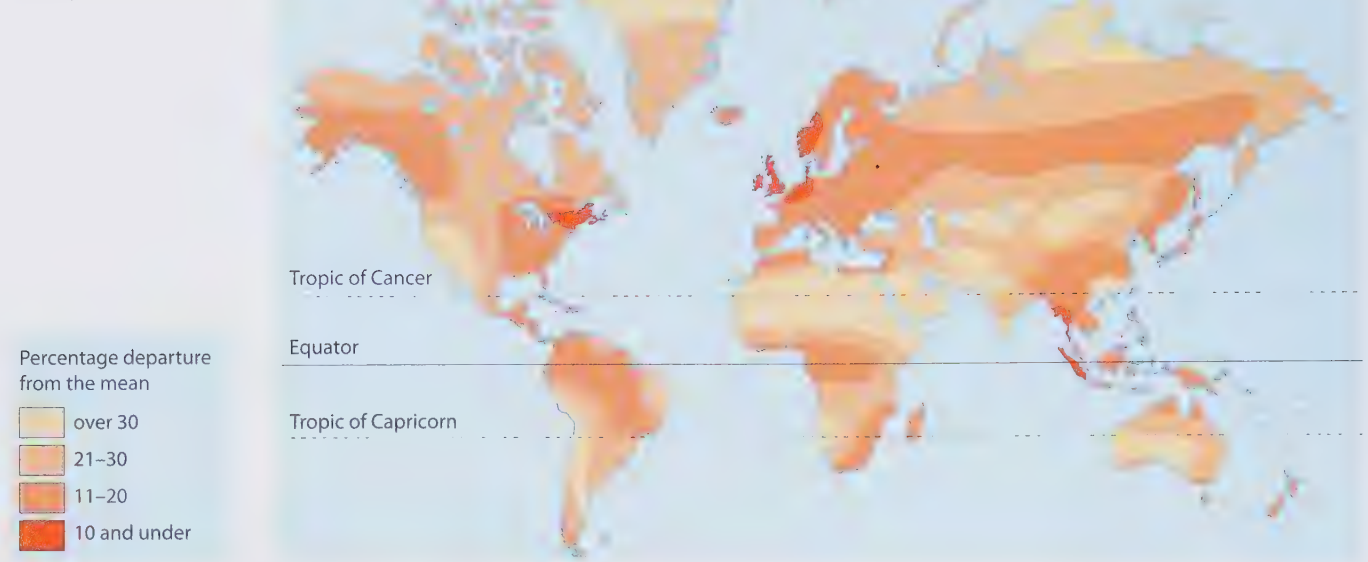 Tropic of Cancer
Equator
Tropic of Capricorn
Percentage departure
from the mean
over 30
21–30
11–20
10 and under